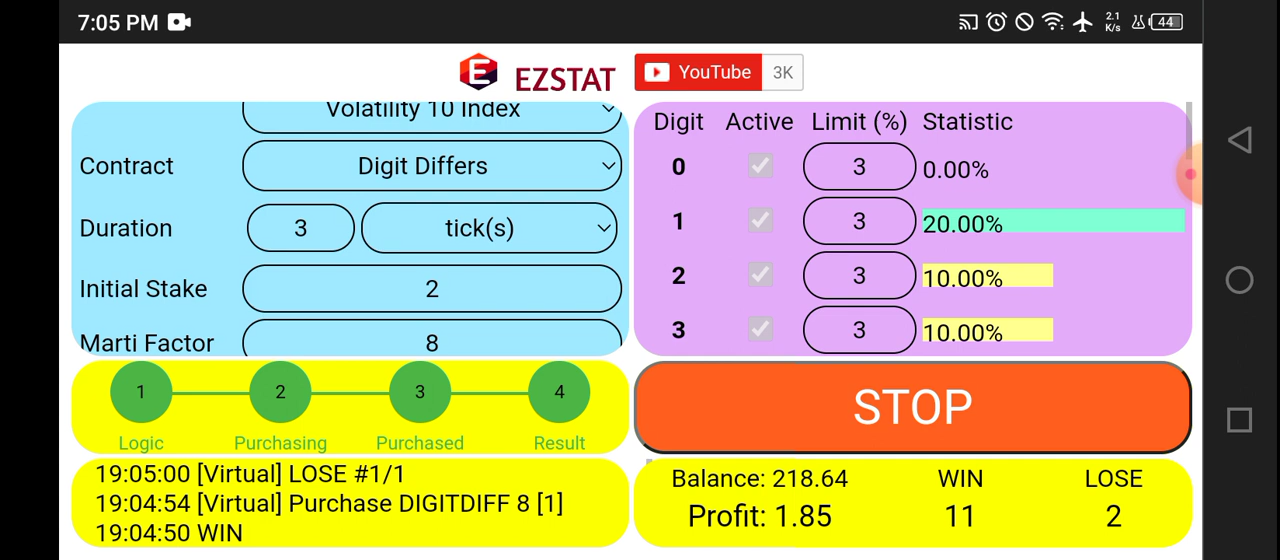 7:05 PM 2.1 K/s 44
EZSTAT YouTube 3K
Volatility 10 Index
Contract Digit Differs
Duration 3 tick(s)
Initial Stake 2
Marti Factor 8
Digit Active Limit (%) Statistic
0 3 0.00%
1 3 20.00%
2 3 10.00%
3 3 10.00%
1 2 3 4
Logic Purchasing Purchased Result
STOP
19:05:00 [Virtual] LOSE #1/1
19:04:54 [Virtual] Purchase DIGITDIFF 8 [1]
19:04:50 WIN
Balance: 218.64 WIN LOSE
Profit: 1.85 11 2